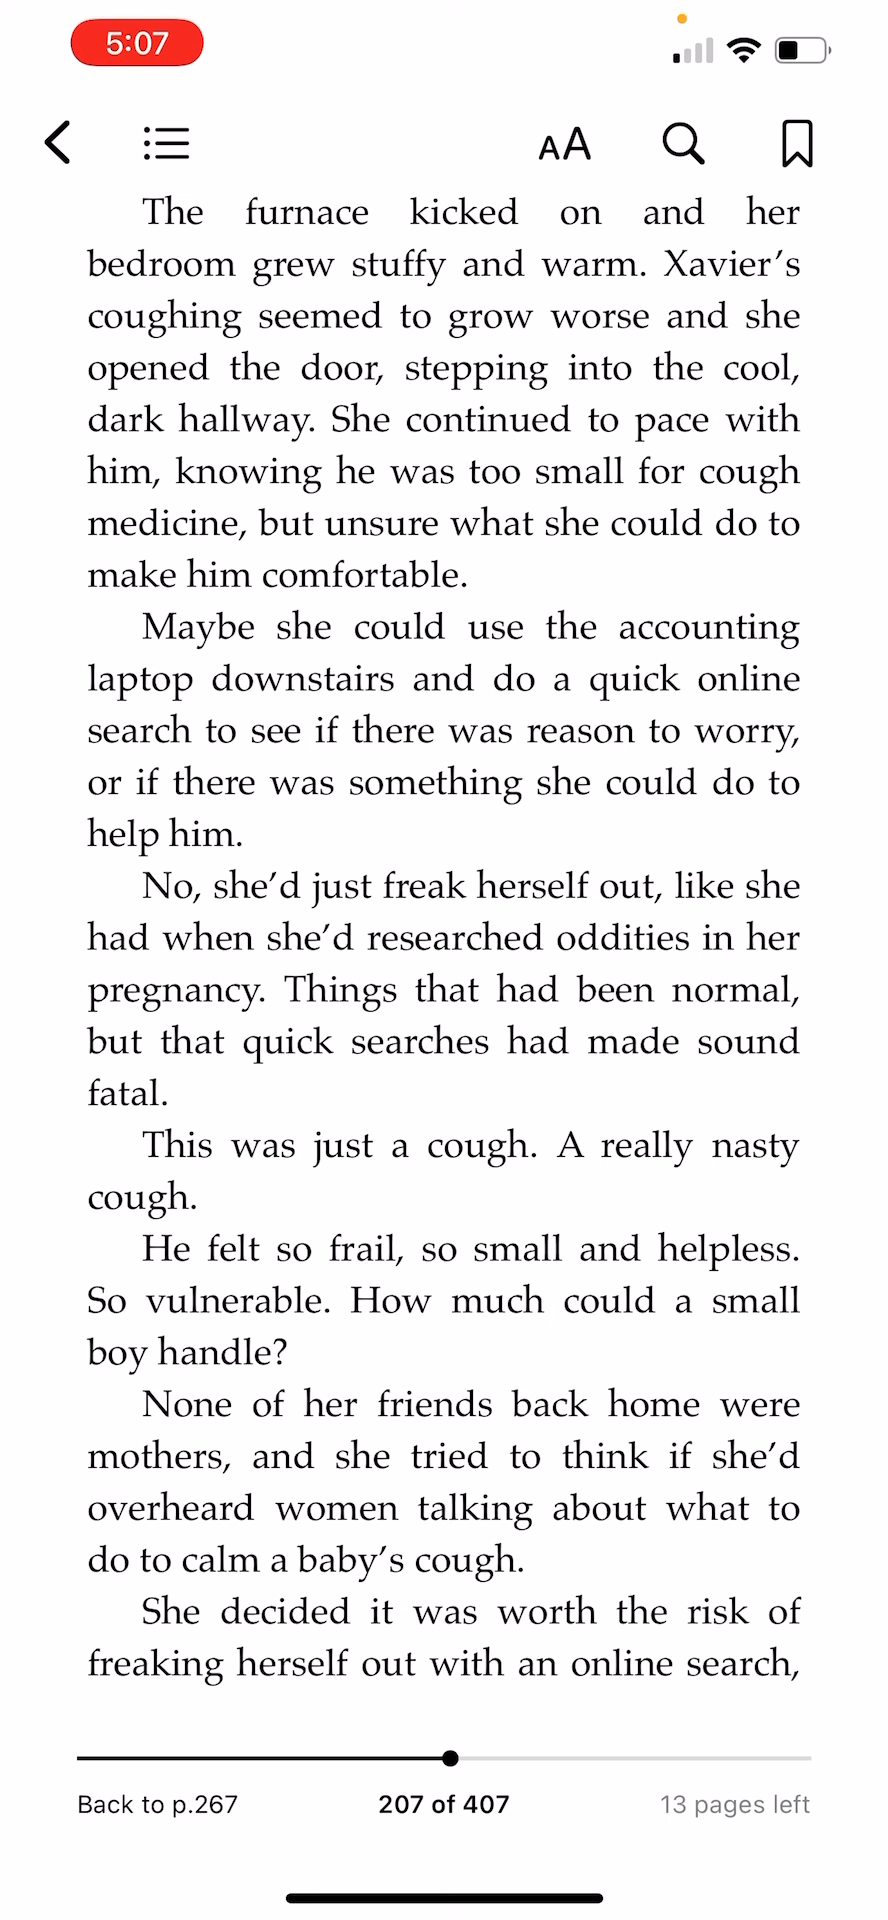 5:07
AA
The furnace kicked on and her
bedroom grew stuffy and warm. Xavier’s
coughing seemed to grow worse and she
opened the door, stepping into the cool,
dark hallway. She continued to pace with
him, knowing he was too small for cough
medicine, but unsure what she could do to
make him comfortable.
Maybe she could use the accounting
laptop downstairs and do a quick online
search to see if there was reason to worry,
or if there was something she could do to
help him.
No, she’d just freak herself out, like she
had when she’d researched oddities in her
pregnancy. Things that had been normal,
but that quick searches had made sound
fatal.
This was just a cough. A really nasty
cough.
He felt so frail, so small and helpless.
So vulnerable. How much could a small
boy handle?
None of her friends back home were
mothers, and she tried to think if she’d
overheard women talking about what to
do to calm a baby’s cough.
She decided it was worth the risk of
freaking herself out with an online search,
Back to p.267 207 of 407 13 pages left